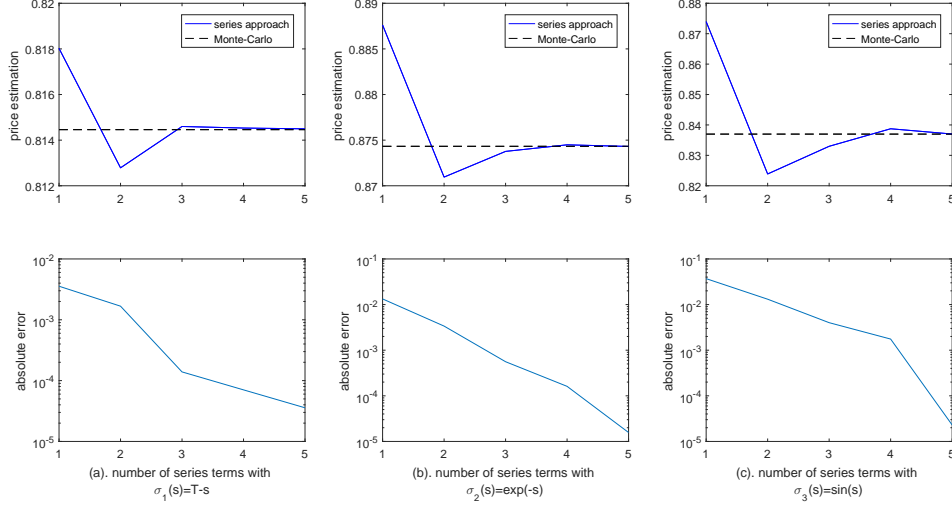 0.82
0.818
0.816
0.814
0.812
price estimation
1 2 3 4 5
series approach
Monte-Carlo
0.89
0.885
0.88
0.875
0.87
price estimation
1 2 3 4 5
series approach
Monte-Carlo
0.88
0.87
0.86
0.85
0.84
0.83
0.82
price estimation
1 2 3 4 5
series approach
Monte-Carlo
10^-2
10^-3
10^-4
10^-5
absolute error
1 2 3 4 5
(a). number of series terms with
σ_1(s)=T-s
10^-1
10^-2
10^-3
10^-4
10^-5
absolute error
1 2 3 4 5
(b). number of series terms with
σ_2(s)=exp(-s)
10^-1
10^-2
10^-3
10^-4
10^-5
absolute error
1 2 3 4 5
(c). number of series terms with
σ_3(s)=sin(s)